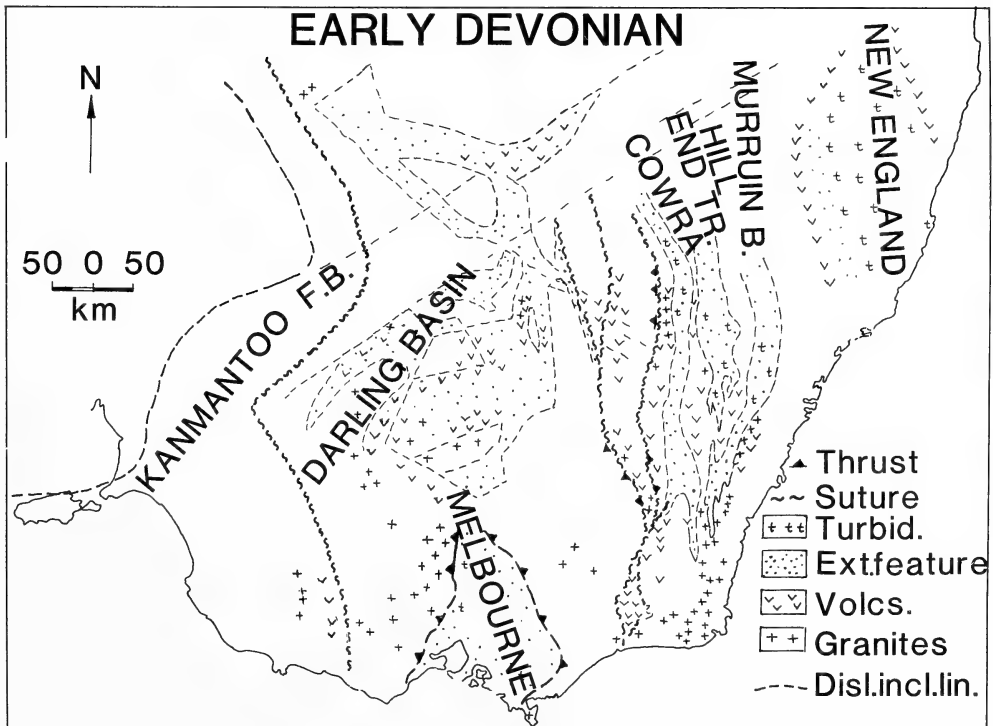 EARLY DEVONIAN
N
50 0 50
km
KANMANTOO F.B.
DARLING BASIN
MELBOURNE
COWRA
HILL
END TR.
MURRUIN B.
NEW ENGLAND
Thrust
Suture
Turbid.
Ext.feature
Volcs.
Granites
Disl.incl.lin.